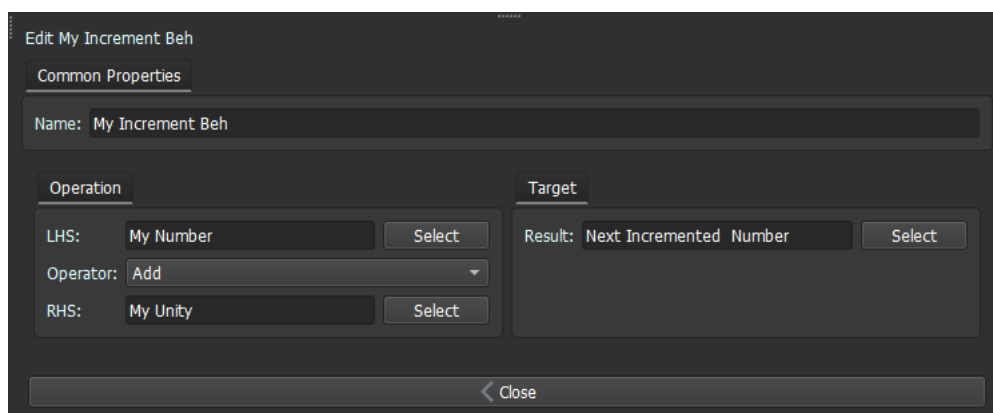 Edit My Increment Beh
Common Properties
Name: My Increment Beh
Operation
LHS: My Number Select
Operator: Add
RHS: My Unity Select
Target
Result: Next Incremented  Number Select
Close